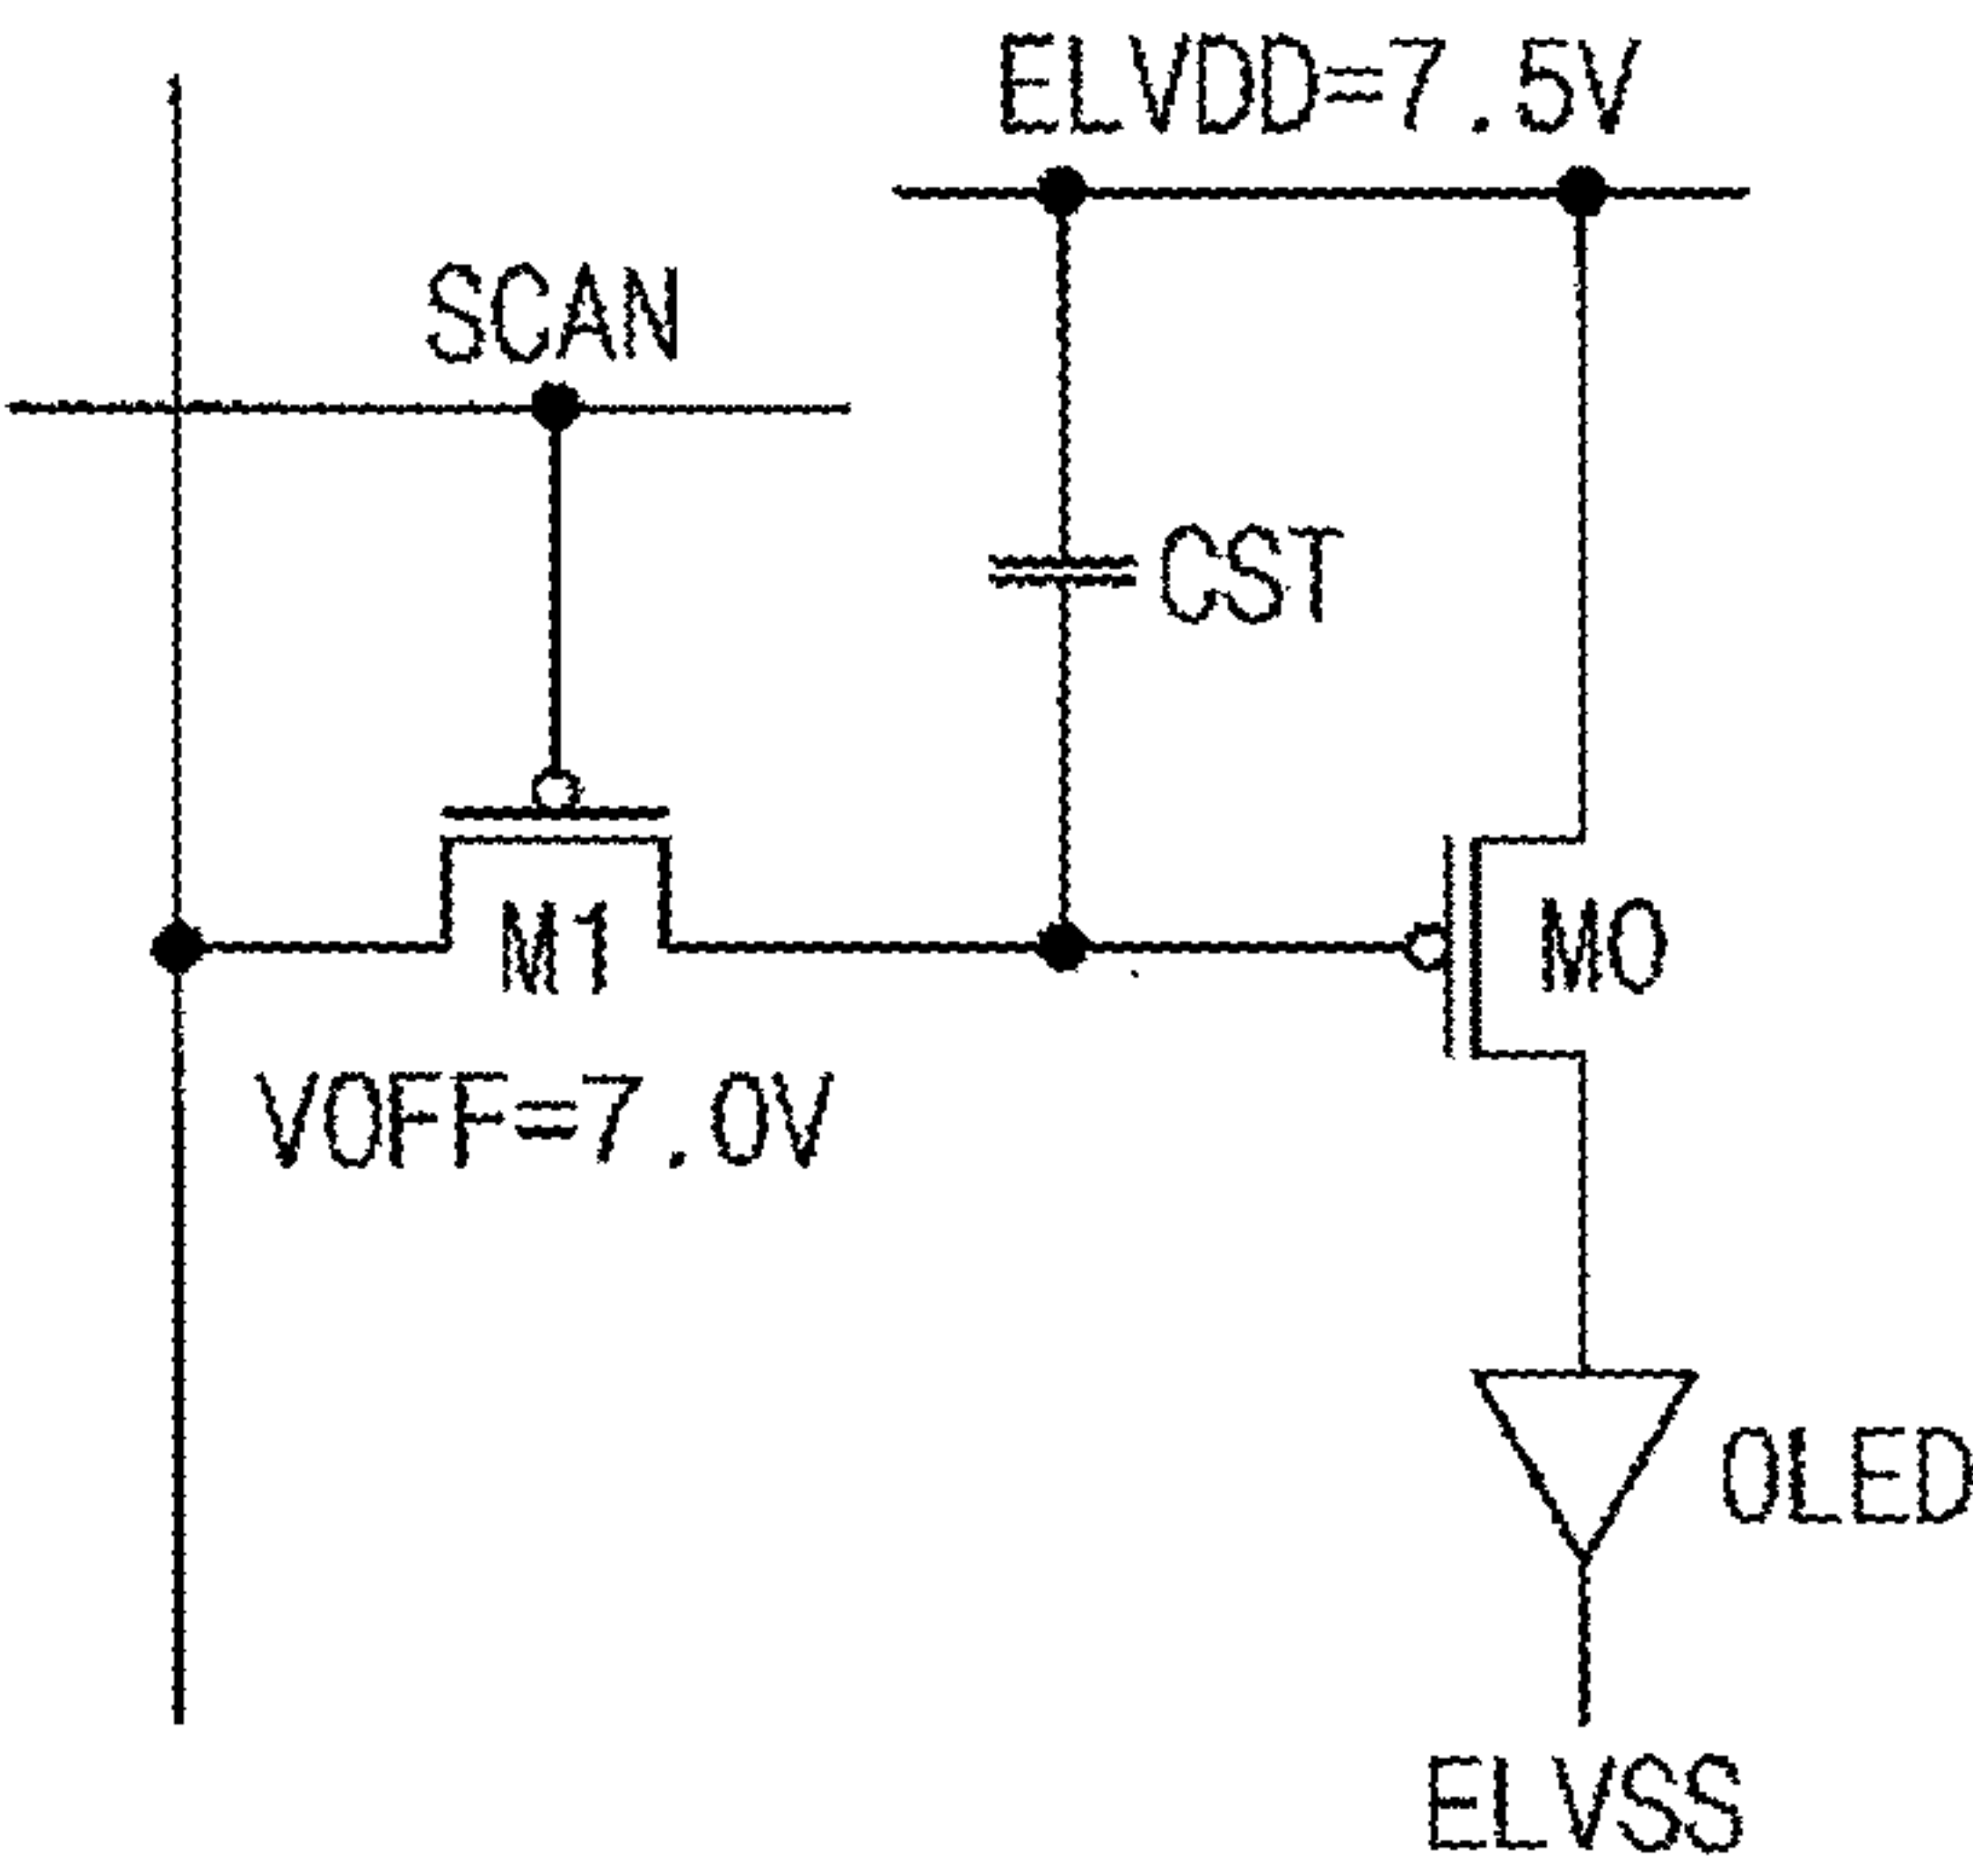 ELVDD=7.5V
SCAN
CST
M1
M0
VOFF=7.0V
OLED
ELVSS